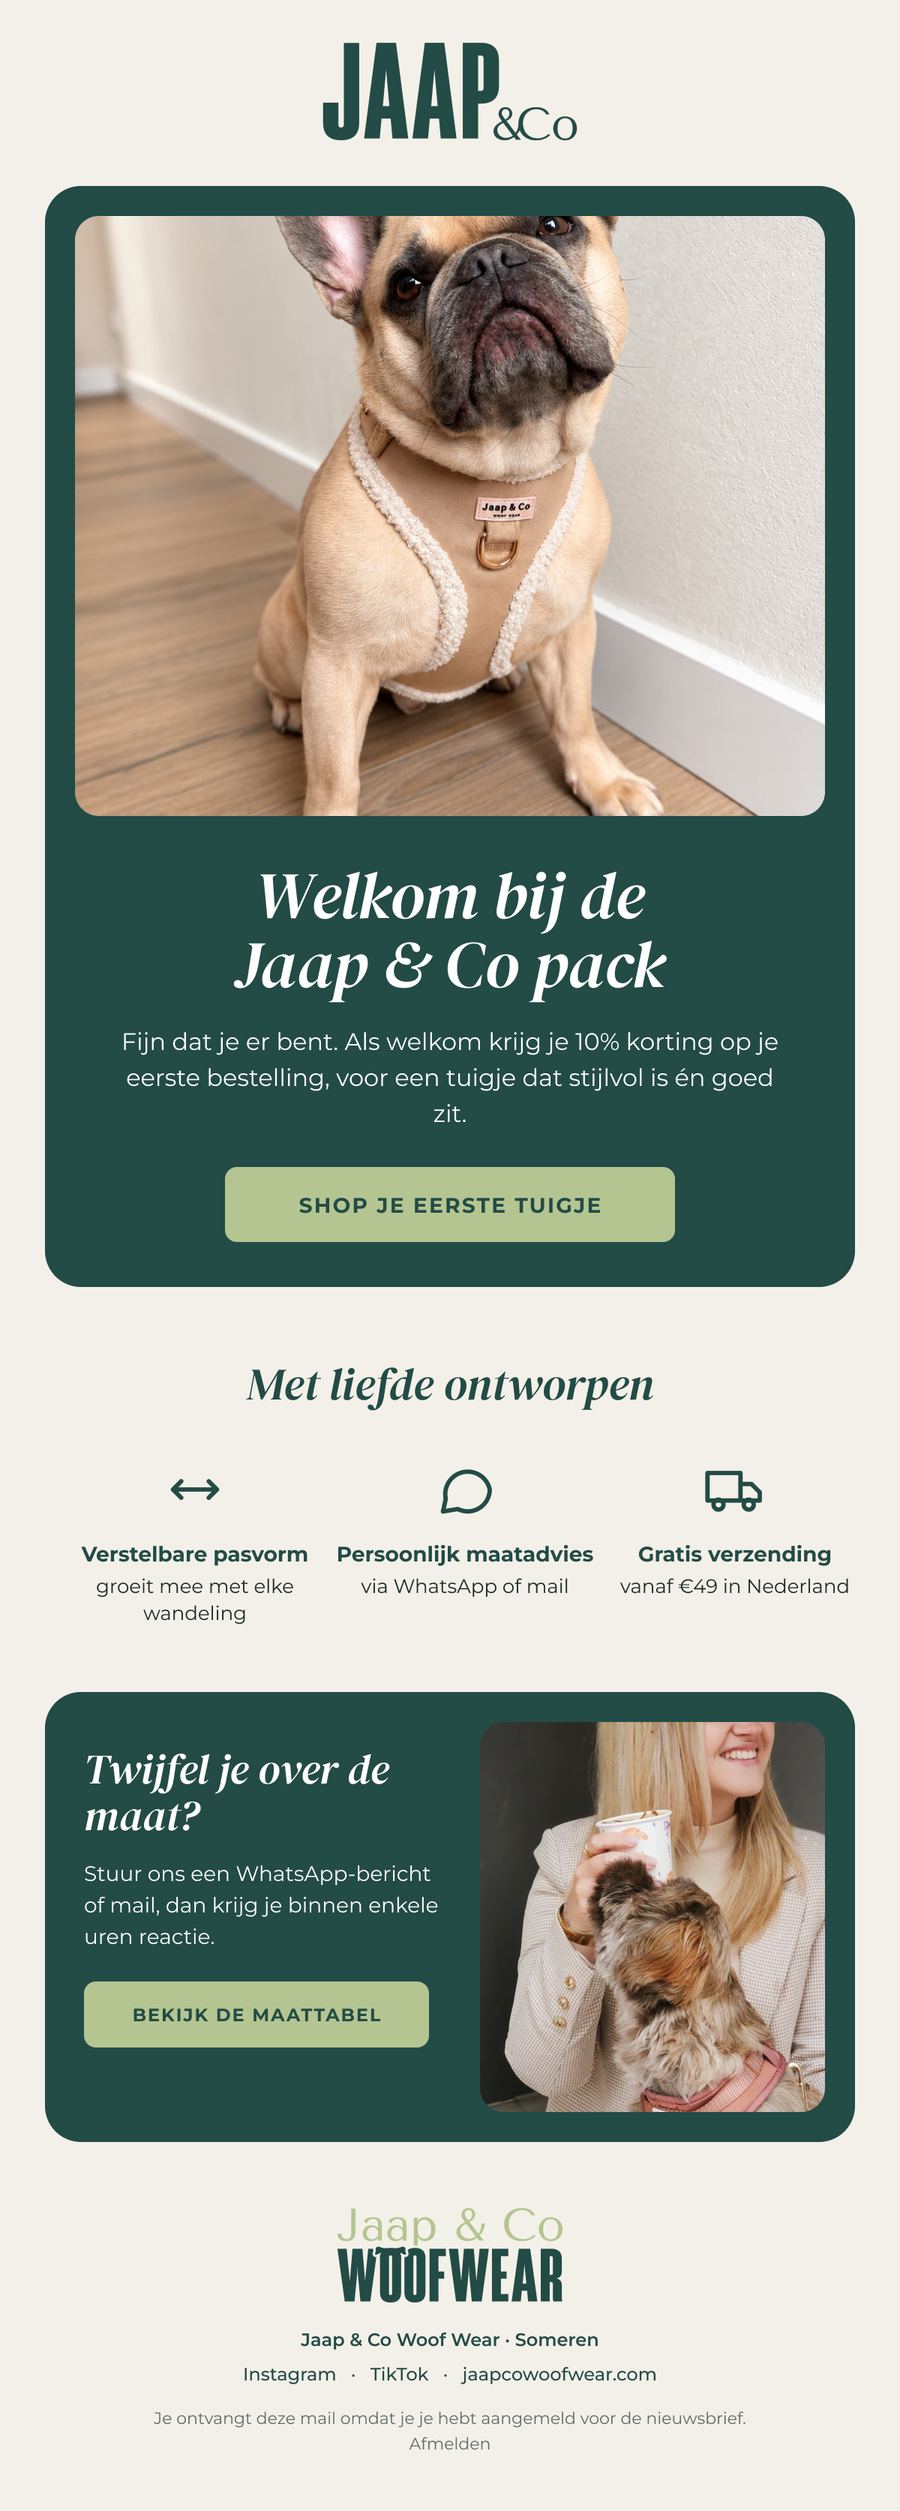 JAAP &Co
Jaap & Co
WOOF WEAR
Welkom bij de
Jaap & Co pack
Fijn dat je er bent. Als welkom krijg je 10% korting op je
eerste bestelling, voor een tuigje dat stijlvol is én goed
zit.
SHOP JE EERSTE TUIGJE
Met liefde ontworpen
Verstelbare pasvorm
groeit mee met elke
wandeling
Persoonlijk maatadvies
via WhatsApp of mail
Gratis verzending
vanaf €49 in Nederland
Twijfel je over de
maat?
Stuur ons een WhatsApp-bericht
of mail, dan krijg je binnen enkele
uren reactie.
BEKIJK DE MAATTABEL
Jaap & Co
WOOFWEAR
Jaap & Co Woof Wear · Someren
Instagram · TikTok · jaapcowoofwear.com
Je ontvangt deze mail omdat je je hebt aangemeld voor de nieuwsbrief.
Afmelden